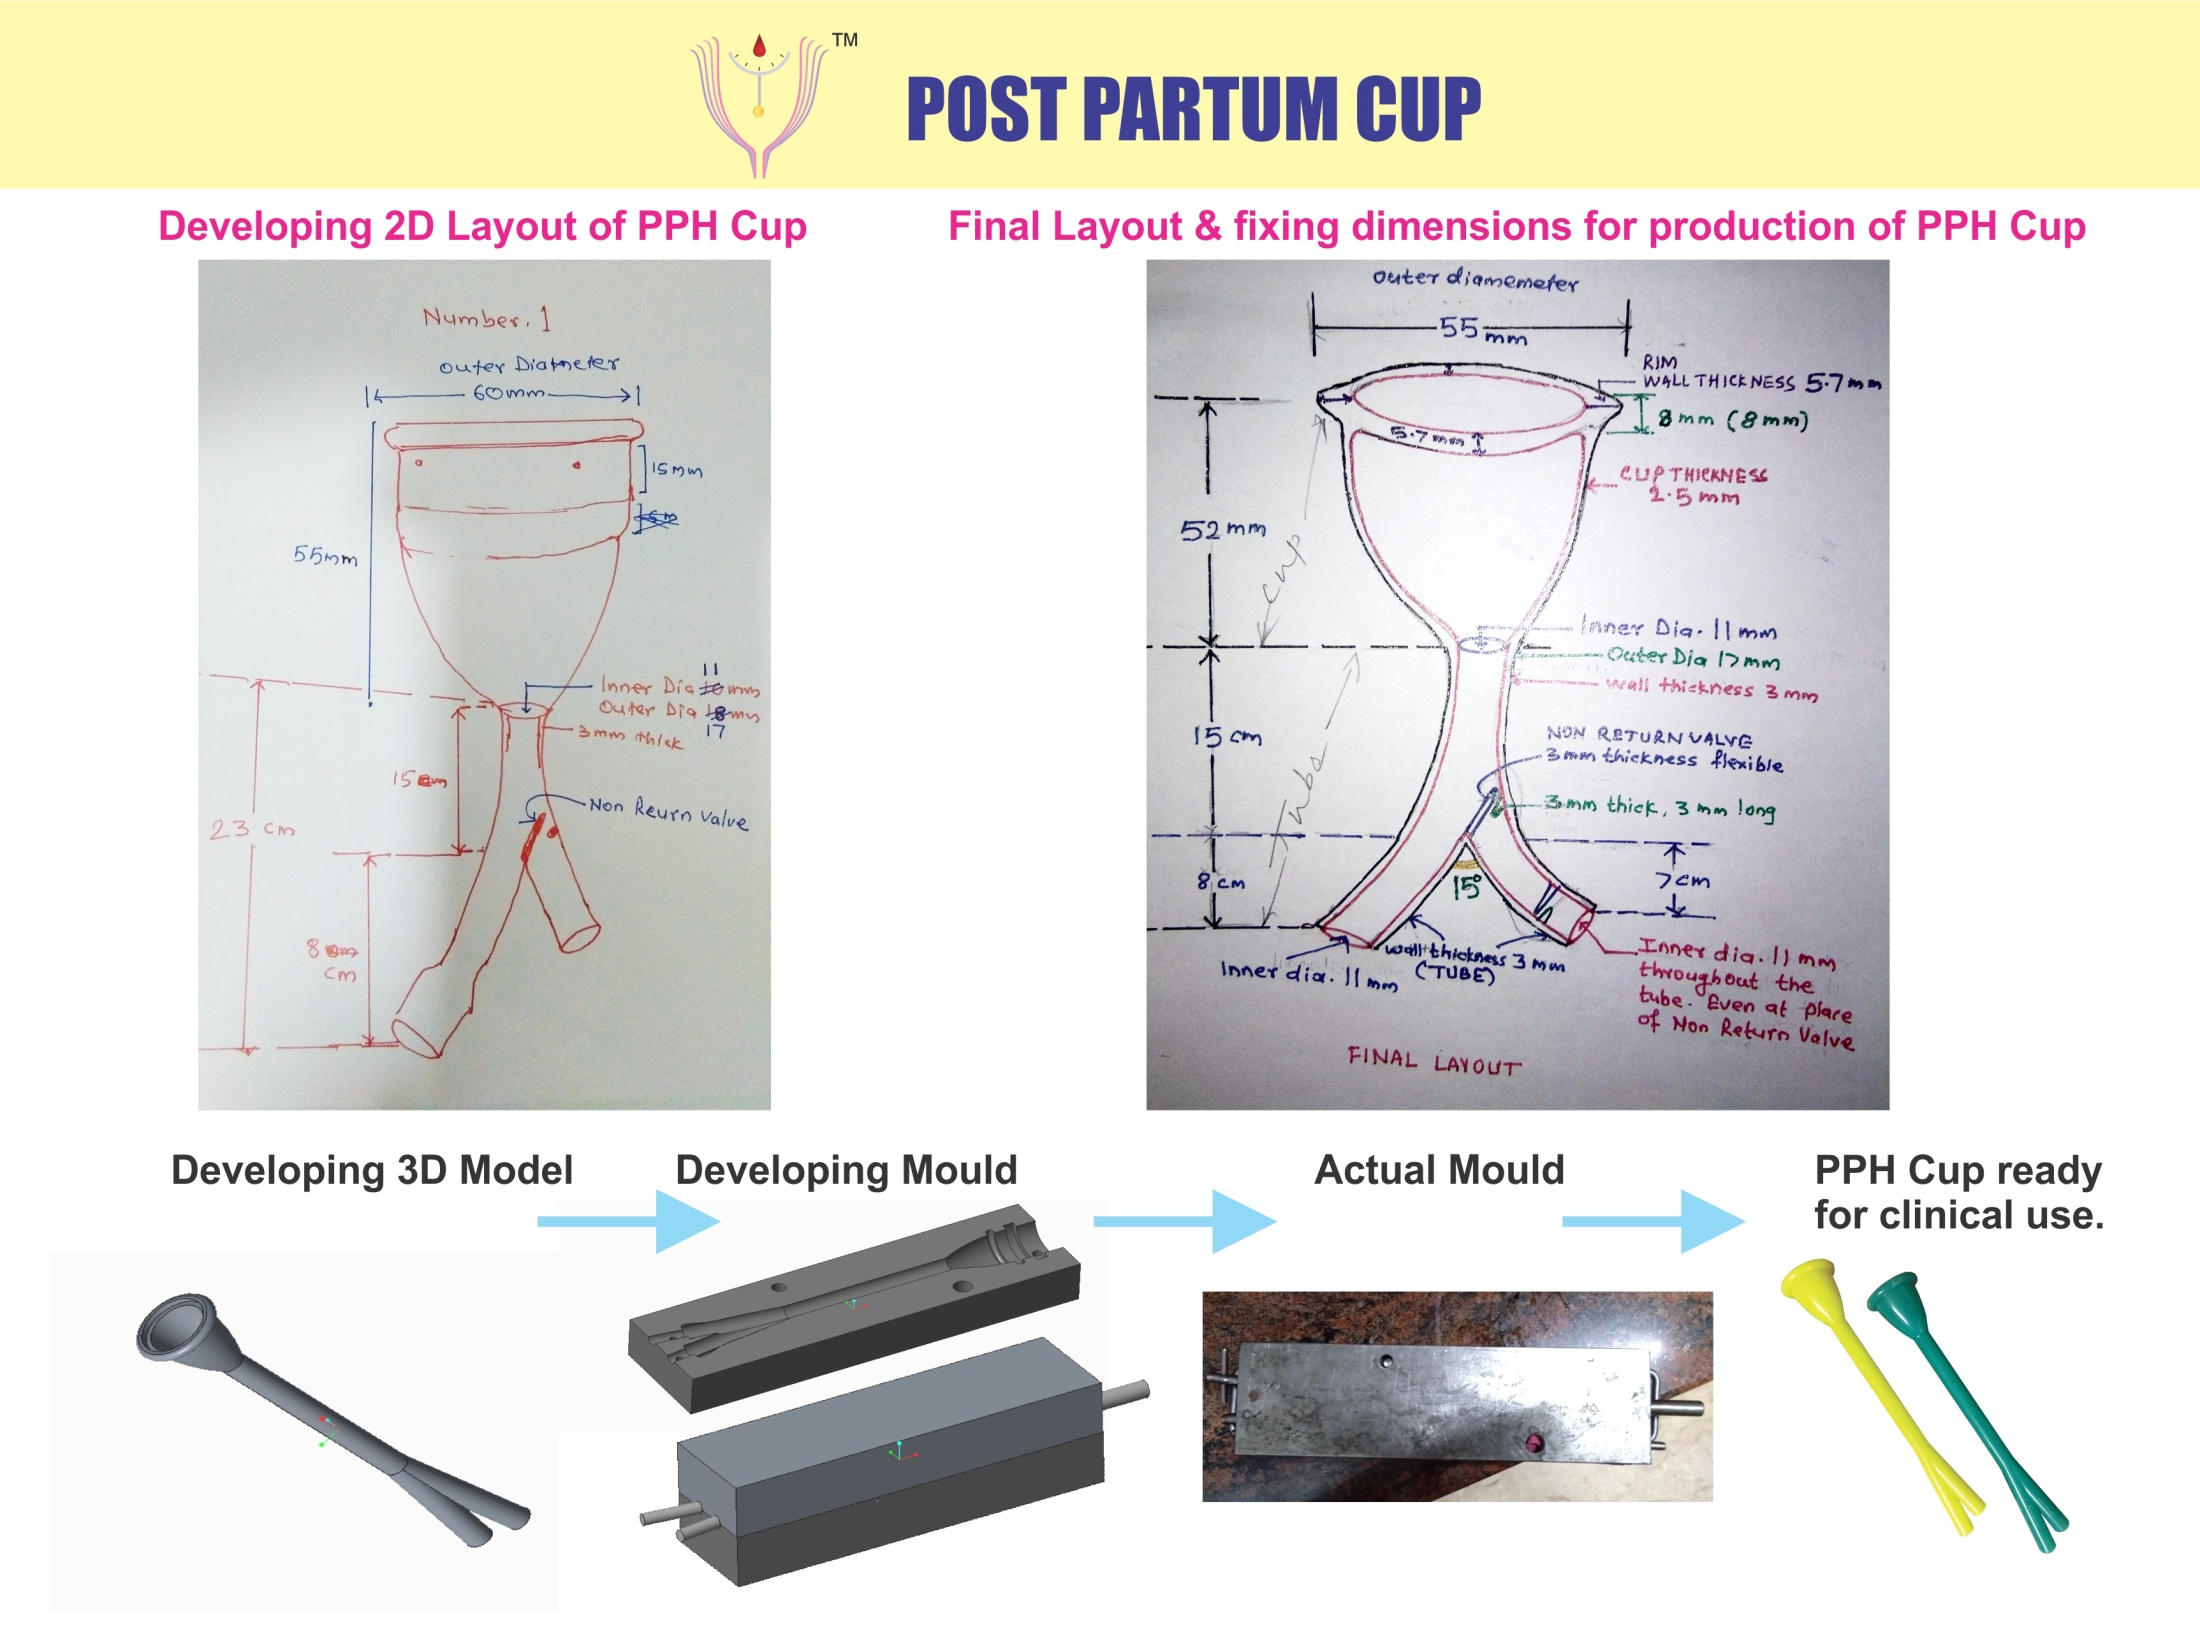 TM
POST PARTUM CUP
Developing 2D Layout of PPH Cup
Final Layout & fixing dimensions for production of PPH Cup
Number. 1
Outer Diameter
60mm
15mm
55mm
11
Inner Dia 10 mm
Outer Dia 18 mm
17
3mm thick
15cm
Non Reurn Valve
23 cm
8 cm
cm
outer diamemeter
55 mm
RIM
WALL THICKNESS 5.7 mm
8 mm (8 mm)
5.7 mm
CUP THICKNESS
2.5 mm
52 mm
cup
Inner Dia. 11 mm
Outer Dia 17 mm
Wall thickness 3 mm
15 cm
NON RETURN VALVE
3 mm thickness flexible
Tube
3 mm thick, 3 mm long
8 cm
15°
7 cm
Inner dia. 11 mm
wall thickness 3 mm
(TUBE)
Inner dia. 11 mm
throughout the
tube. Even at place
of Non Return Valve
FINAL LAYOUT
Developing 3D Model
Developing Mould
Actual Mould
PPH Cup ready
for clinical use.